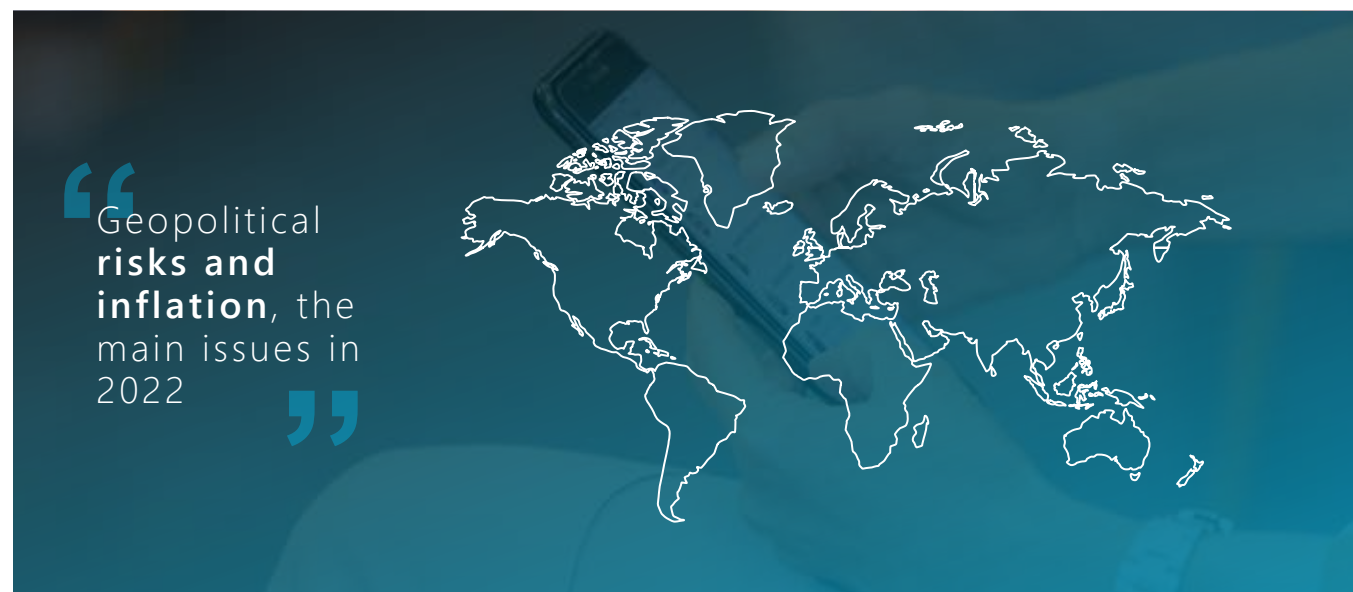 “
Geopolitical
risks and
inflation, the
main issues in
2022
”